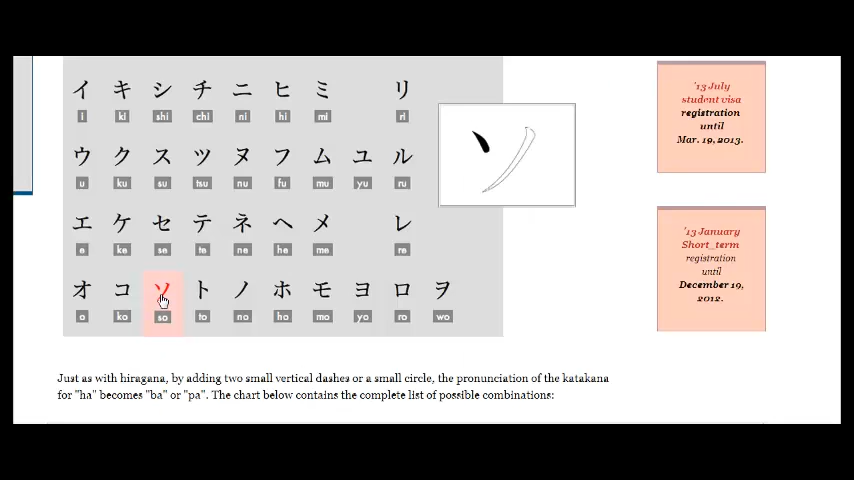 イ キ シ チ ニ ヒ ミ リ
i ki shi chi ni hi mi ri
ウ ク ス ツ ヌ フ ム ユ ル
u ku su tsu nu fu mu yu ru
エ ケ セ テ ネ ヘ メ レ
e ke se te ne he me re
オ コ ソ ト ノ ホ モ ヨ ロ ヲ
o ko so to no ho mo yo ro wo
ソ
'13 July
student visa
registration
until
Mar. 19, 2013.
'13 January
Short_term
registration
until
December 19,
2012.
Just as with hiragana, by adding two small vertical dashes or a small circle, the pronunciation of the katakana
for "ha" becomes "ba" or "pa". The chart below contains the complete list of possible combinations: